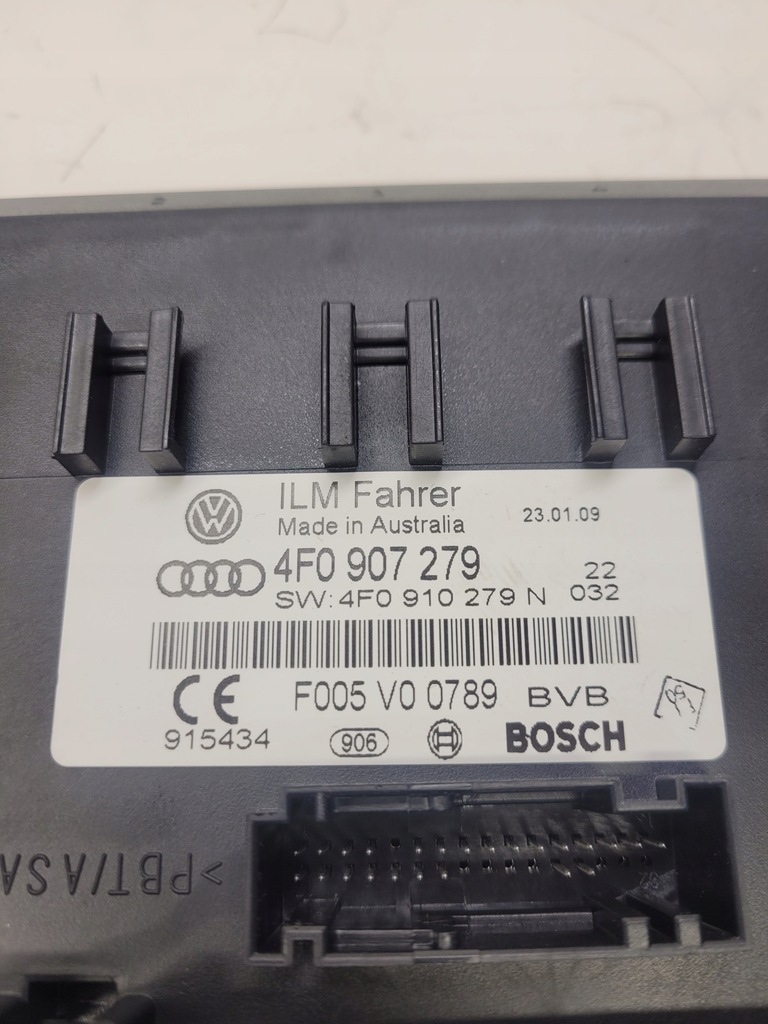 ILM Fahrer
Made in Australia
23.01.09
4F0 907 279
22
SW: 4F0 910 279 N
032
F005 V0 0789 BVB
CE
915434
906
BOSCH
>PBT/ASA